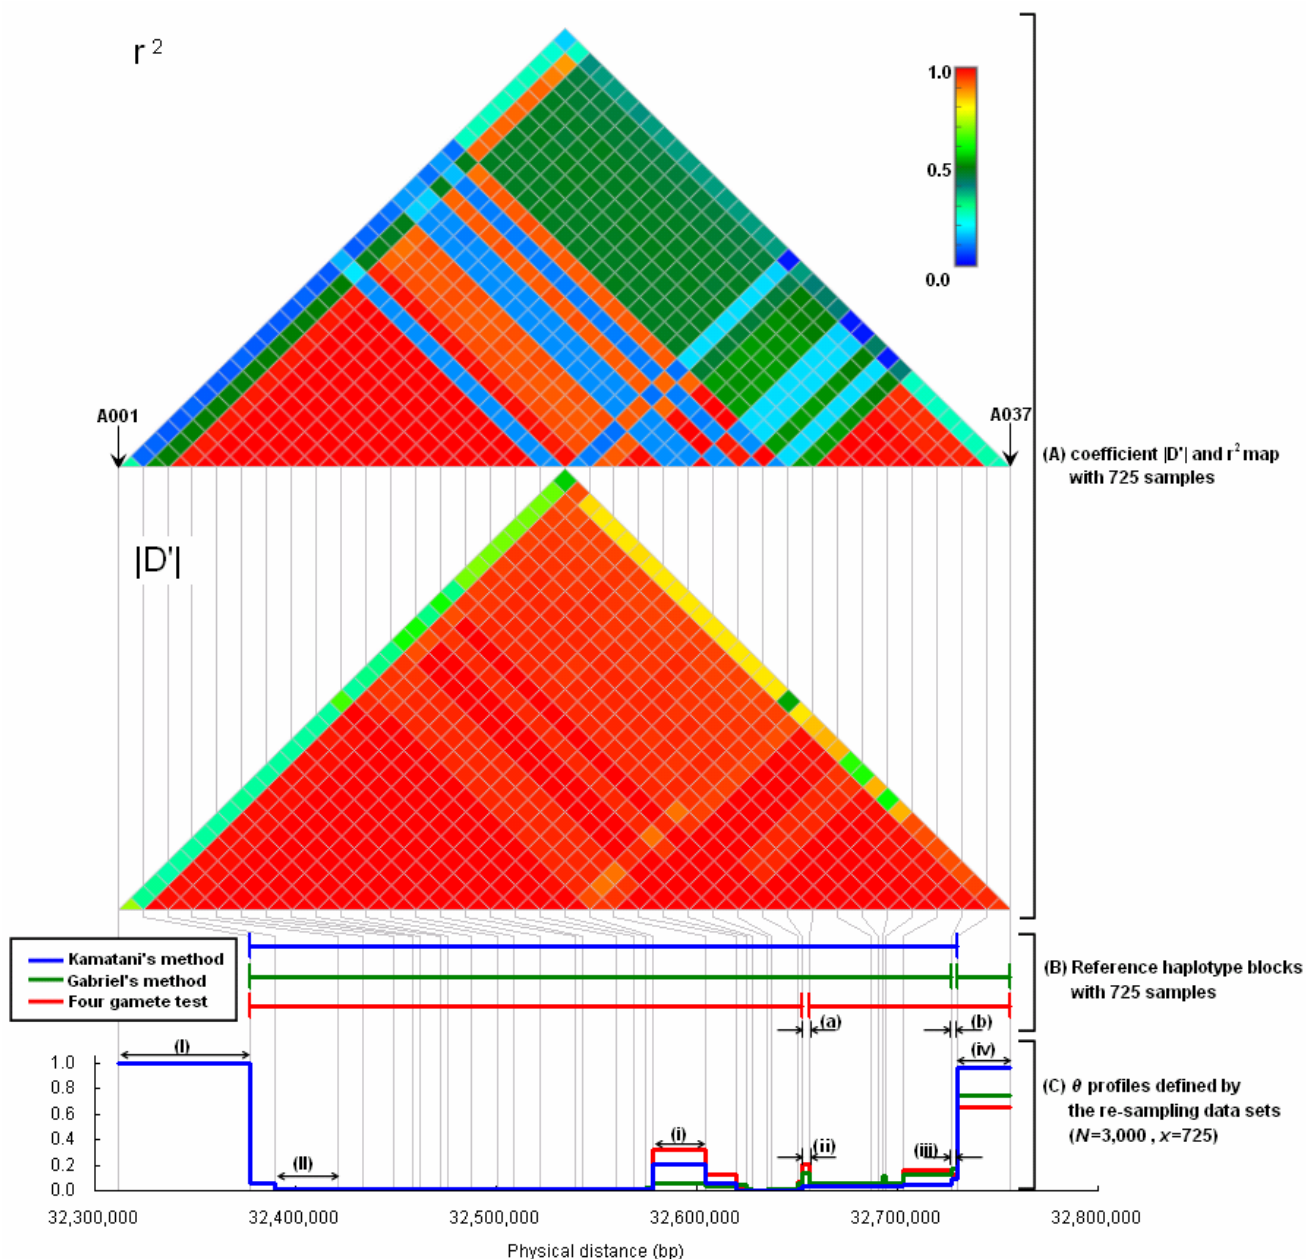 r 2
1.0
0.5
0.0
A001
A037
(A) coefficient |D'| and r2 map
with 725 samples
|D'|
Kamatani's method
Gabriel's method
Four gamete test
(B) Reference haplotype blocks
with 725 samples
(a)
(b)
(I)
(II)
(i)
(ii)
(iii)
(iv)
1.0
0.8
0.6
0.4
0.2
0.0
(C) θ profiles defined by
the re-sampling data sets
(N=3,000 , x=725)
32,300,000
32,400,000
32,500,000
32,600,000
32,700,000
32,800,000
Physical distance (bp)